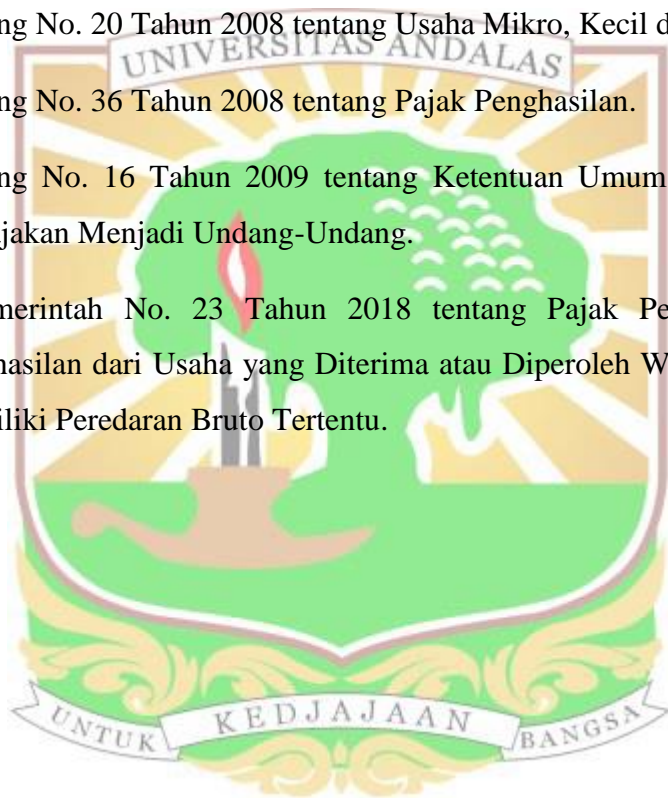 ng No. 20 Tahun 2008 tentang Usaha Mikro, Kecil d
UNIVERSITAS ANDALAS
ng No. 36 Tahun 2008 tentang Pajak Penghasilan.
ng No. 16 Tahun 2009 tentang Ketentuan Umum
jakan Menjadi Undang-Undang.
merintah No. 23 Tahun 2018 tentang Pajak Pe
hasilan dari Usaha yang Diterima atau Diperoleh W
iliki Peredaran Bruto Tertentu.
UNTUK KEDJAJAAN BANGSA